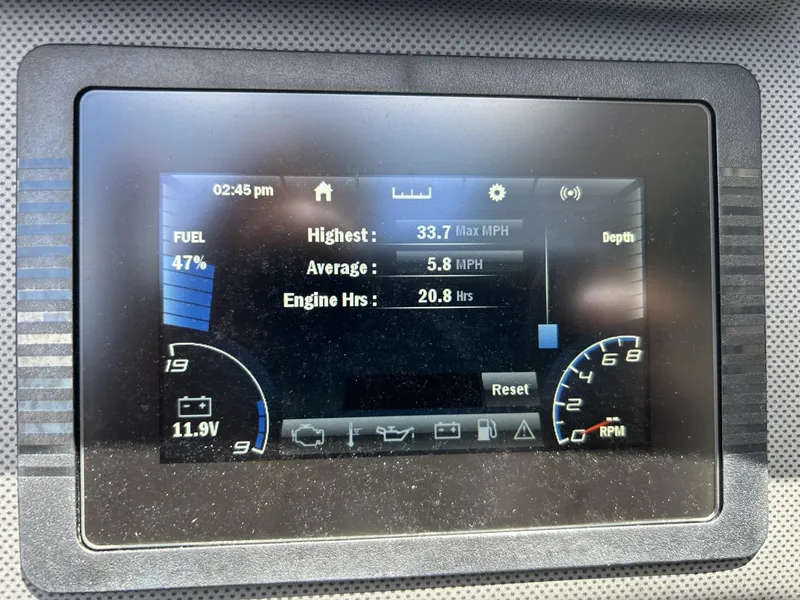 02:45 pm
FUEL
47%
Highest : 33.7 Max MPH
Average : 5.8 MPH
Engine Hrs : 20.8 Hrs
Depth
Reset
19
11.9V
9
8
6
4
2
0
RPM